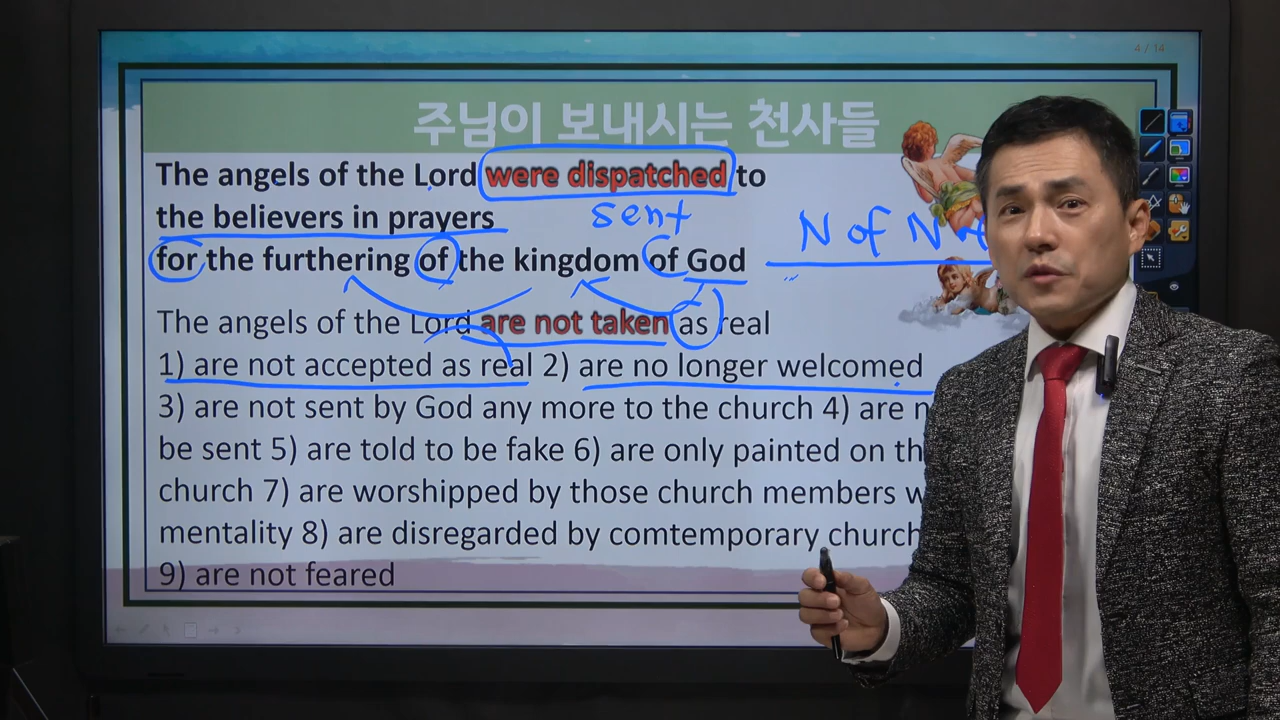 4 / 14
주님이 보내시는 천사들
The angels of the Lord were dispatched to
the believers in prayers
sent
N of N
for the furthering of the kingdom of God
The angels of the Lord are not taken as real
1) are not accepted as real 2) are no longer welcomed
3) are not sent by God any more to the church 4) are
be sent 5) are told to be fake 6) are only painted on
church 7) are worshipped by those church members
mentality 8) are disregarded by comtemporary church
9) are not feared